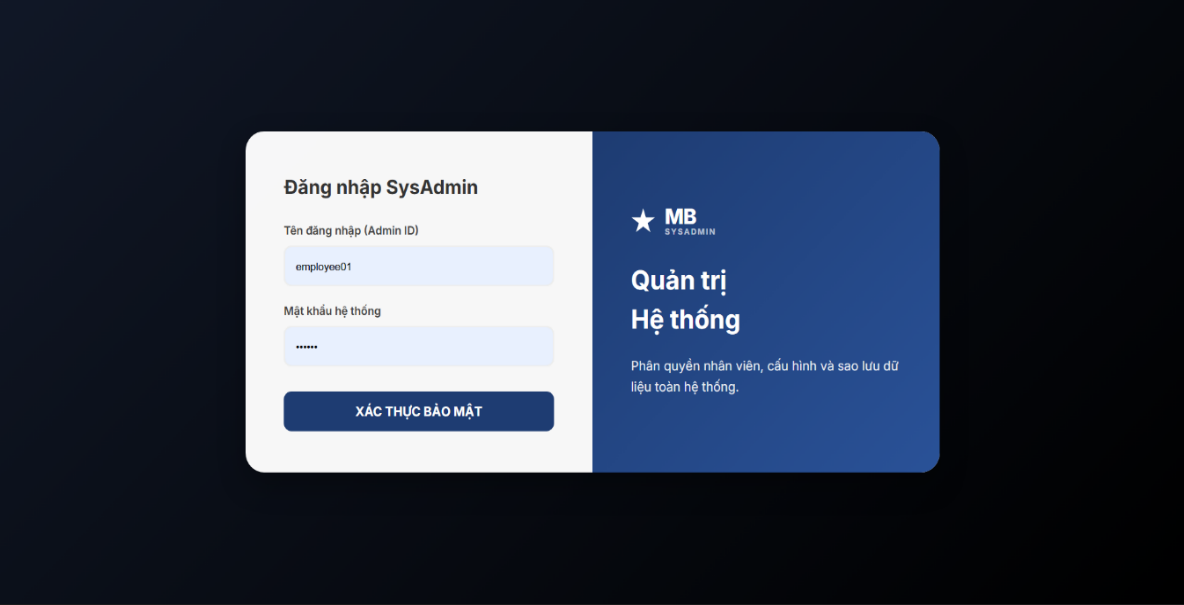 Đăng nhập SysAdmin
Tên đăng nhập (Admin ID)
employee01
Mật khẩu hệ thống
••••••
XÁC THỰC BẢO MẬT
MB
SYSADMIN
Quản trị
Hệ thống
Phân quyền nhân viên, cấu hình và sao lưu dữ
liệu toàn hệ thống.